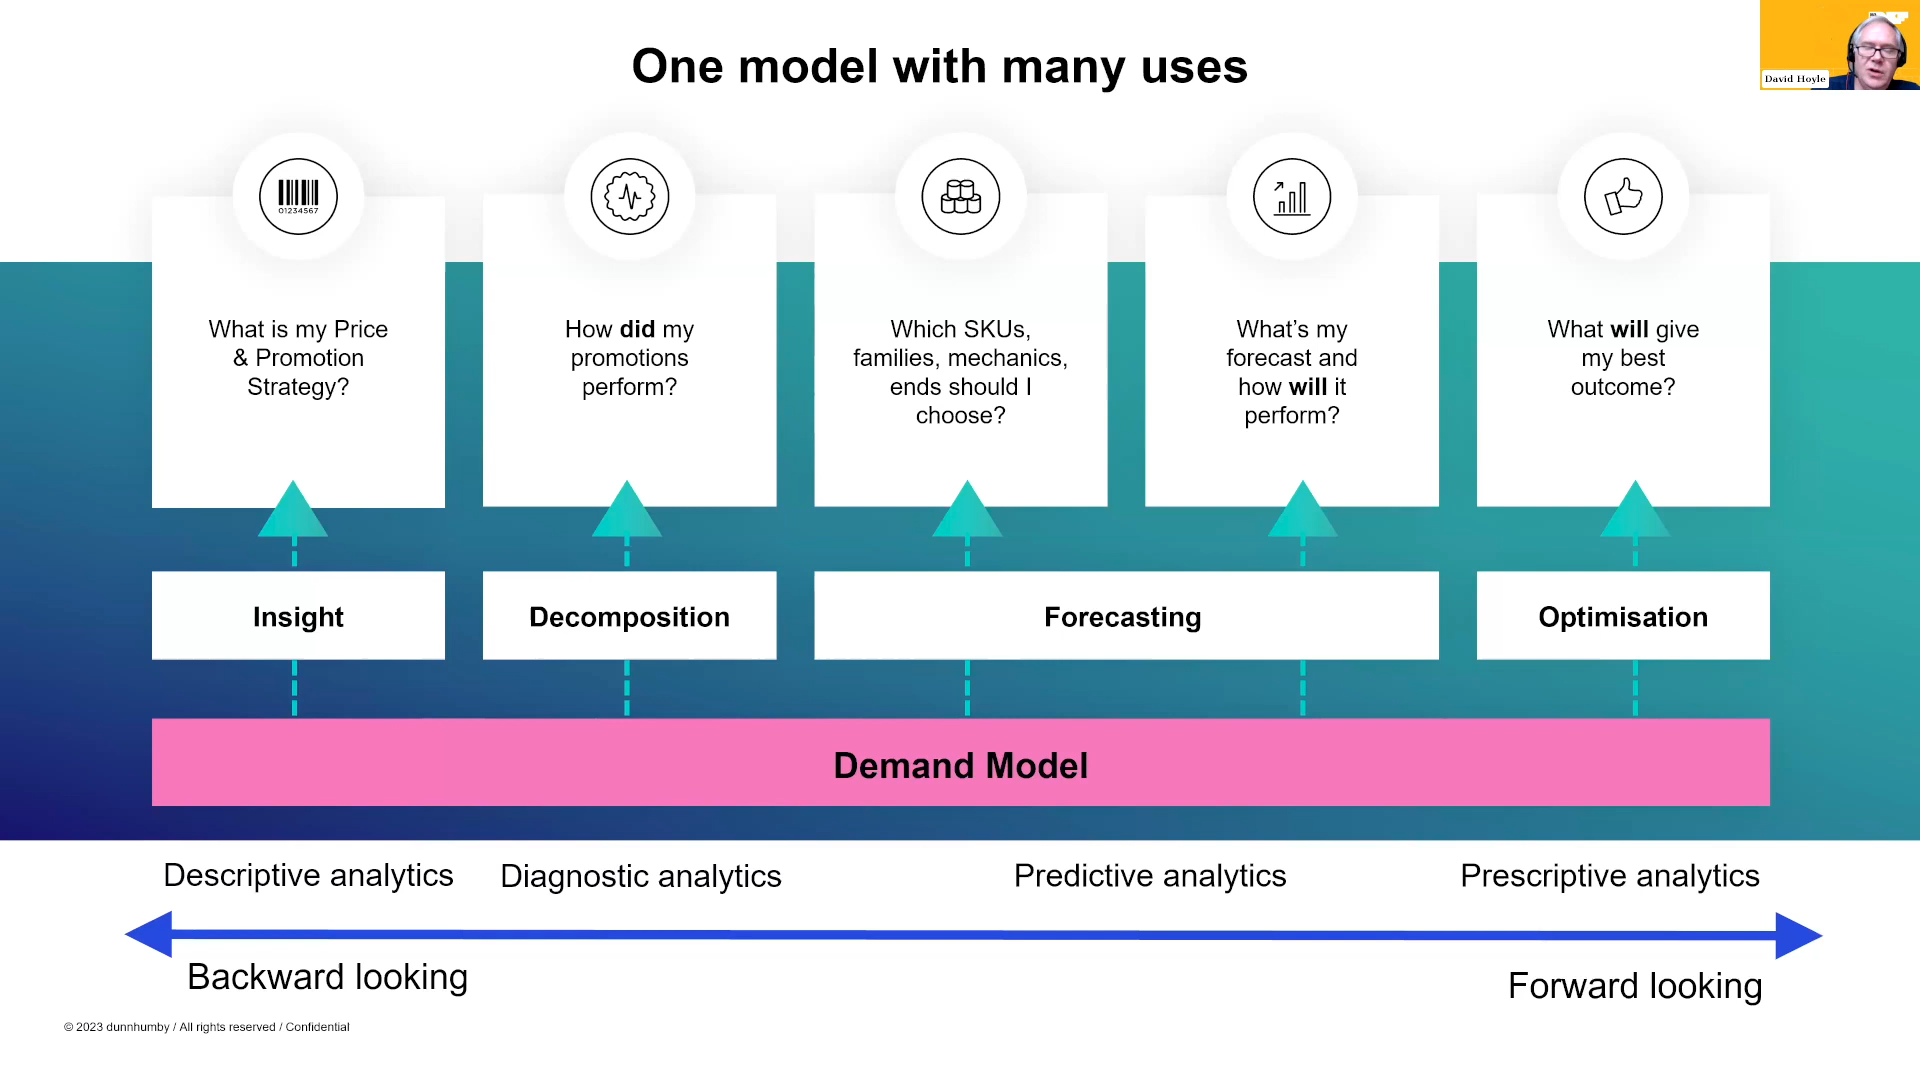 One model with many uses
David Hoyle
01234567
What is my Price
& Promotion
Strategy?
How did my
promotions
perform?
Which SKUs,
families, mechanics,
ends should I
choose?
What’s my
forecast and
how will it
perform?
What will give
my best
outcome?
Insight
Decomposition
Forecasting
Optimisation
Demand Model
Descriptive analytics
Diagnostic analytics
Predictive analytics
Prescriptive analytics
Backward looking
Forward looking
© 2023 dunnhumby / All rights reserved / Confidential